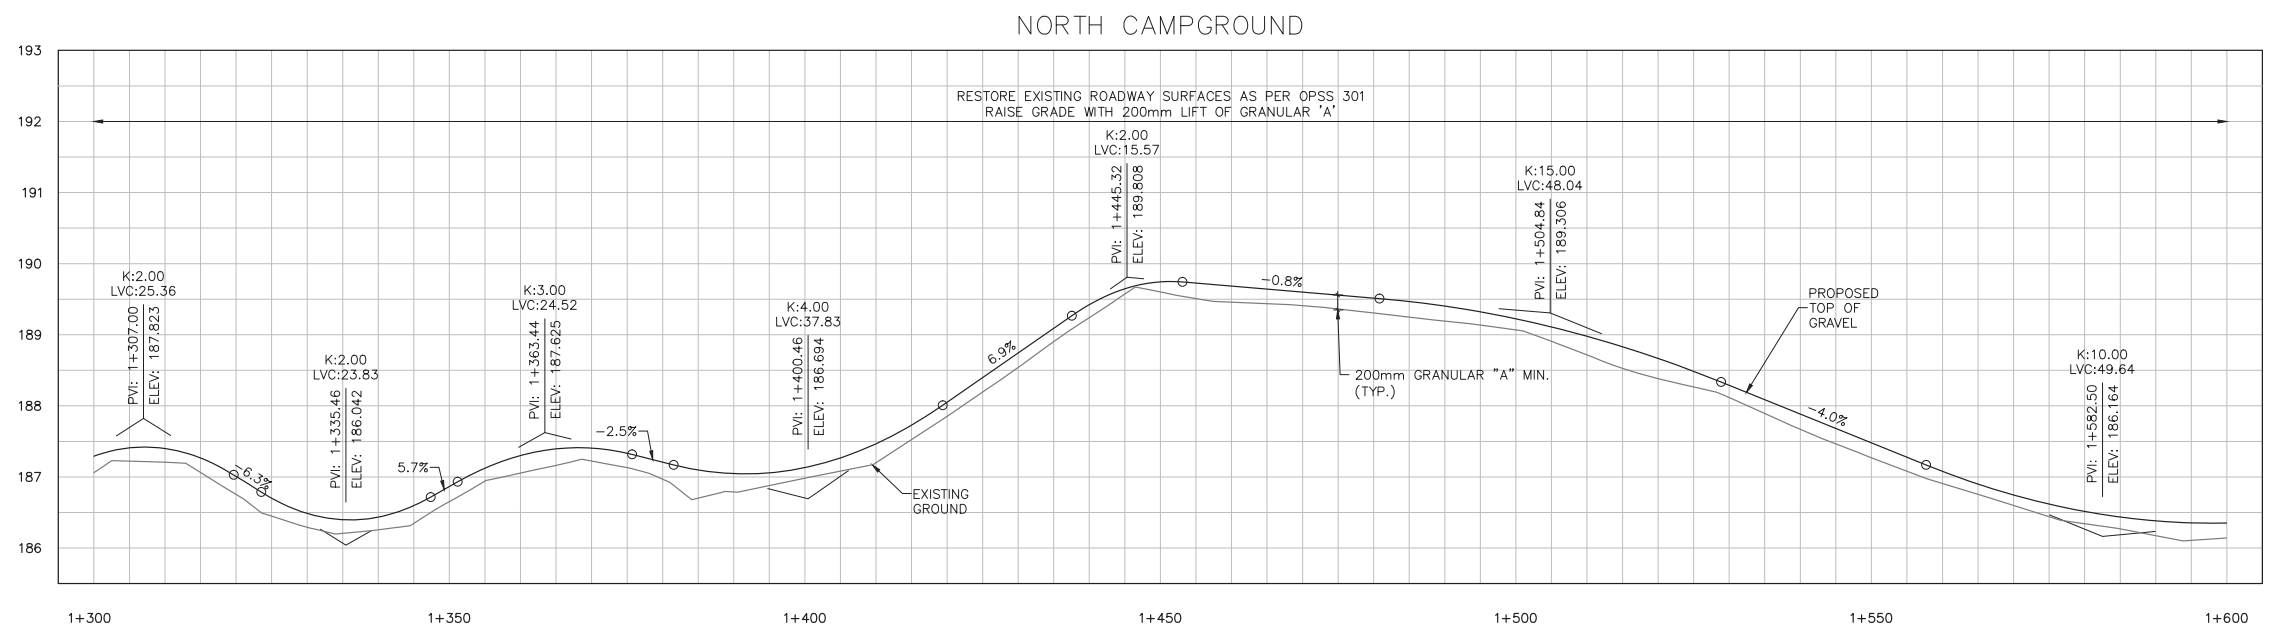 NORTH CAMPGROUND
193
192
191
190
189
188
187
186
RESTORE EXISTING ROADWAY SURFACES AS PER OPSS 301
RAISE GRADE WITH 200mm LIFT OF GRANULAR 'A'
K:2.00
LVC:25.36
PVI: 1+307.00
ELEV: 187.823
-6.3%
K:2.00
LVC:23.83
PVI: 1+335.46
ELEV: 186.042
5.7%
K:3.00
LVC:24.52
PVI: 1+363.44
ELEV: 187.625
-2.5%
K:4.00
LVC:37.83
PVI: 1+400.46
ELEV: 186.694
EXISTING
GROUND
6.9%
K:2.00
LVC:15.57
PVI: 1+445.32
ELEV: 189.808
-0.8%
200mm GRANULAR "A" MIN.
(TYP.)
K:15.00
LVC:48.04
PVI: 1+504.84
ELEV: 189.306
PROPOSED
TOP OF
GRAVEL
-4.0%
K:10.00
LVC:49.64
PVI: 1+582.50
ELEV: 186.164
1+300
1+350
1+400
1+450
1+500
1+550
1+600